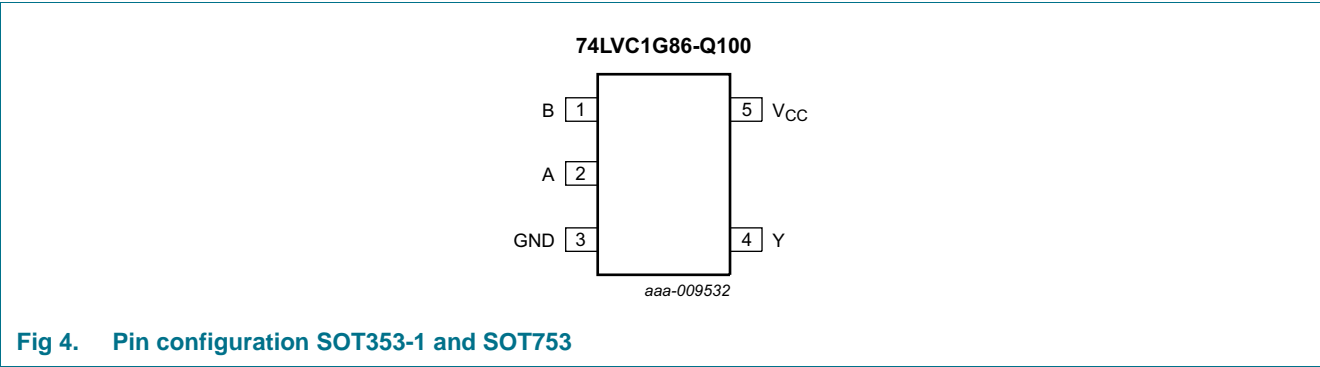 74LVC1G86-Q100
B 1 5 VCC
A 2
GND 3 4 Y
aaa-009532
Fig 4. Pin configuration SOT353-1 and SOT753